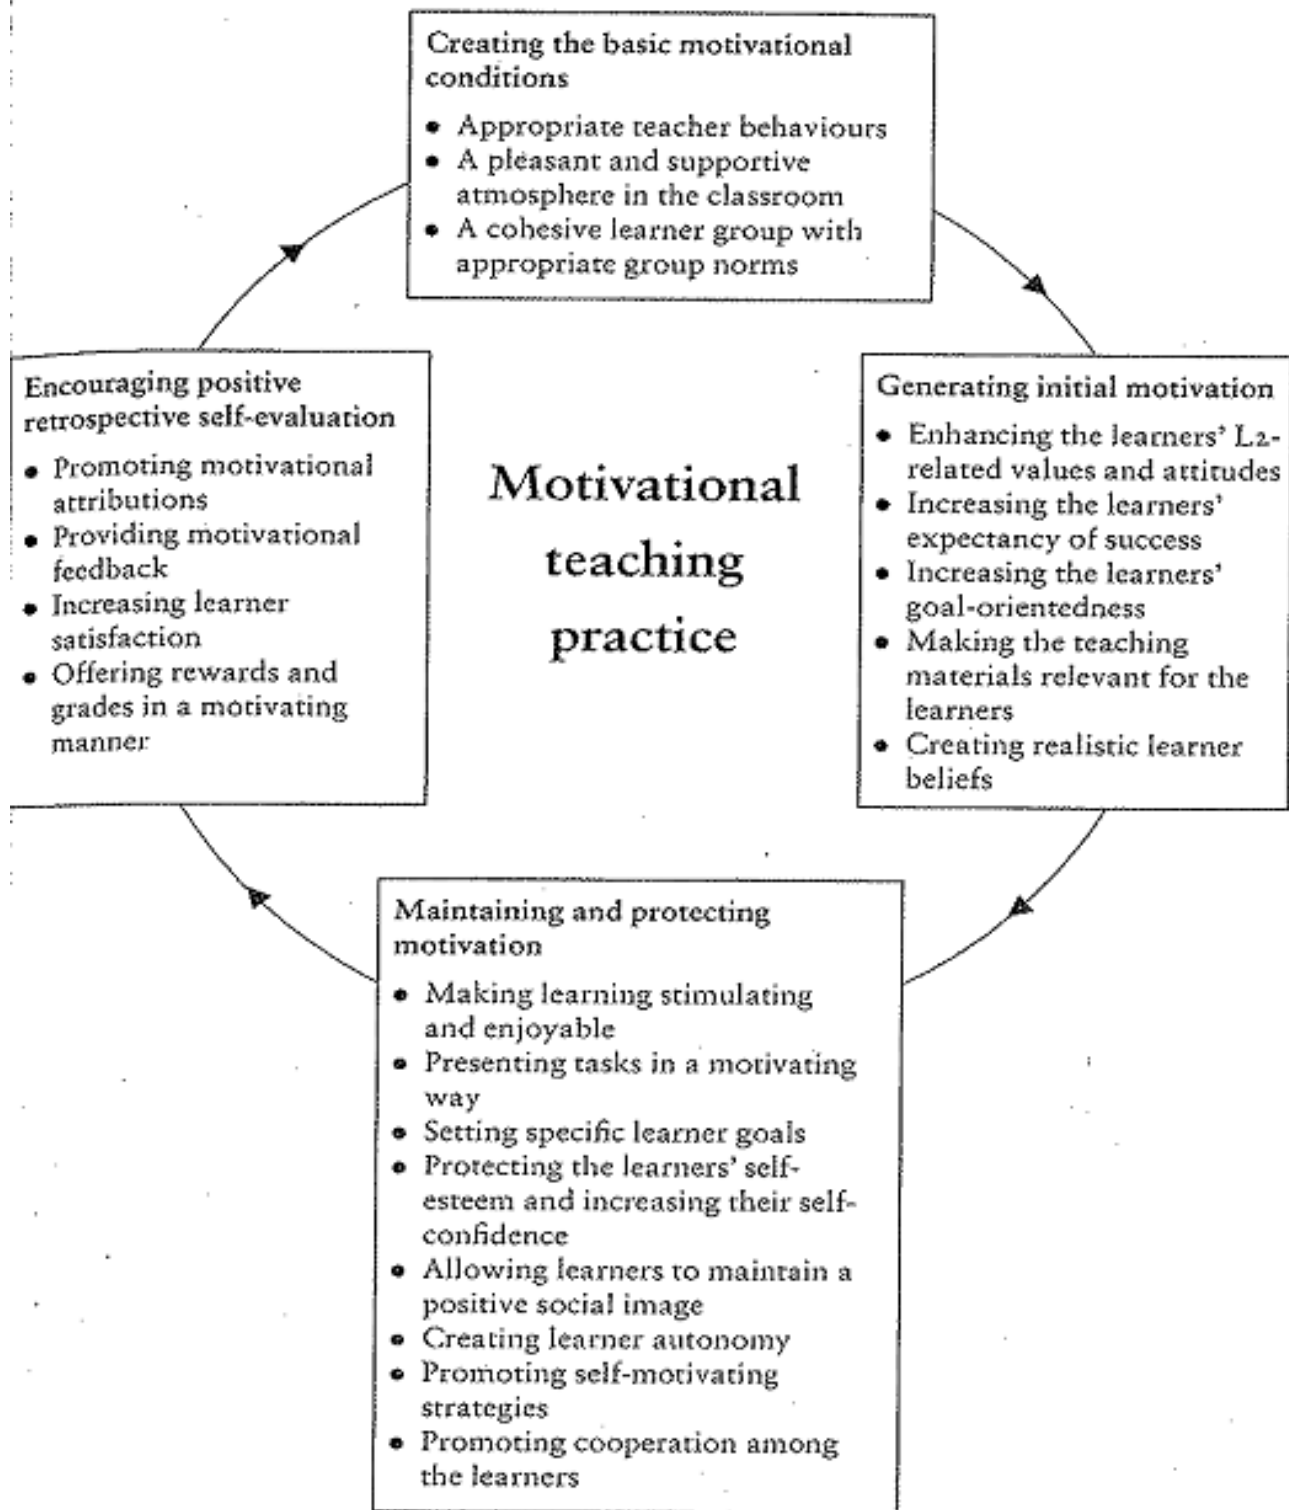 Creating the basic motivational
conditions
• Appropriate teacher behaviours
• A pleasant and supportive
atmosphere in the classroom
• A cohesive learner group with
appropriate group norms
Generating initial motivation
• Enhancing the learners' L2-
related values and attitudes
• Increasing the learners'
expectancy of success
• Increasing the learners'
goal-orientedness
• Making the teaching
materials relevant for the
learners
• Creating realistic learner
beliefs
Maintaining and protecting
motivation
• Making learning stimulating
and enjoyable
• Presenting tasks in a motivating
way
• Setting specific learner goals
• Protecting the learners' self-
esteem and increasing their self-
confidence
• Allowing learners to maintain a
positive social image
• Creating learner autonomy
• Promoting self-motivating
strategies
• Promoting cooperation among
the learners
Encouraging positive
retrospective self-evaluation
• Promoting motivational
attributions
• Providing motivational
feedback
• Increasing learner
satisfaction
• Offering rewards and
grades in a motivating
manner
Motivational
teaching
practice